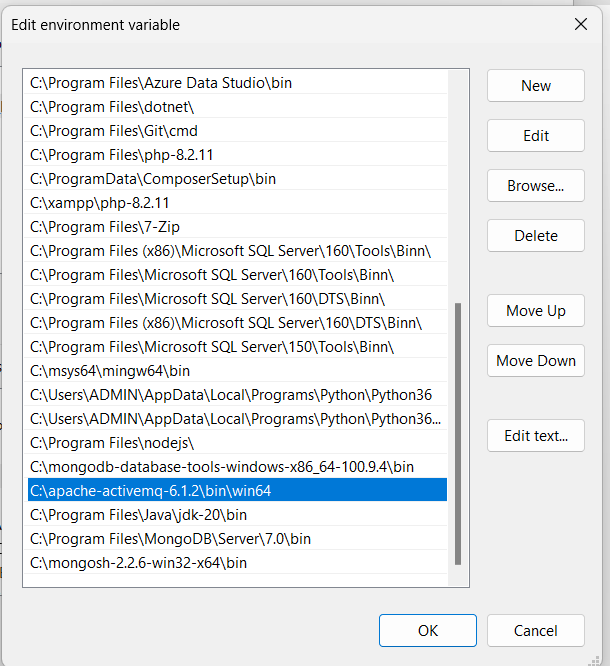 Edit environment variable
C:\Program Files\Azure Data Studio\bin
C:\Program Files\dotnet\
C:\Program Files\Git\cmd
C:\Program Files\php-8.2.11
C:\ProgramData\ComposerSetup\bin
C:\xampp\php-8.2.11
C:\Program Files\7-Zip
C:\Program Files (x86)\Microsoft SQL Server\160\Tools\Binn\
C:\Program Files\Microsoft SQL Server\160\Tools\Binn\
C:\Program Files\Microsoft SQL Server\160\DTS\Binn\
C:\Program Files (x86)\Microsoft SQL Server\160\DTS\Binn\
C:\Program Files\Microsoft SQL Server\150\Tools\Binn\
C:\msys64\mingw64\bin
C:\Users\ADMIN\AppData\Local\Programs\Python\Python36
C:\Users\ADMIN\AppData\Local\Programs\Python\Python36...
C:\Program Files\nodejs\
C:\mongodb-database-tools-windows-x86_64-100.9.4\bin
C:\apache-activemq-6.1.2\bin\win64
C:\Program Files\Java\jdk-20\bin
C:\Program Files\MongoDB\Server\7.0\bin
C:\mongosh-2.2.6-win32-x64\bin
New
Edit
Browse...
Delete
Move Up
Move Down
Edit text...
OK
Cancel